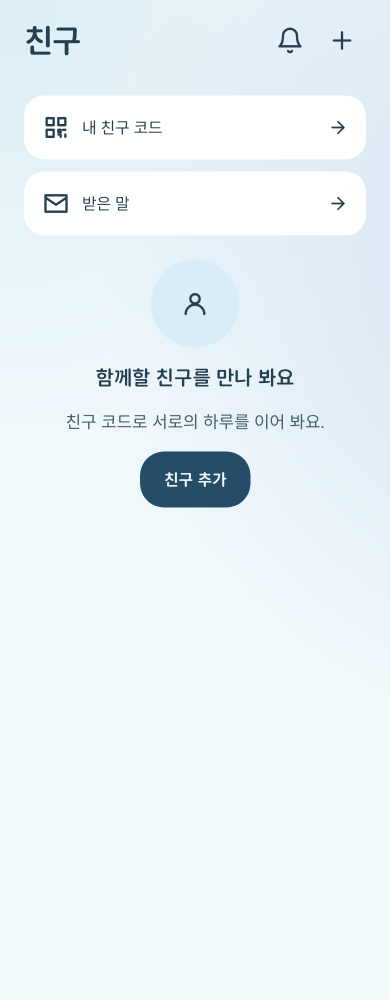 친구
내 친구 코드
받은 말
함께할 친구를 만나 봐요
친구 코드로 서로의 하루를 이어 봐요.
친구 추가